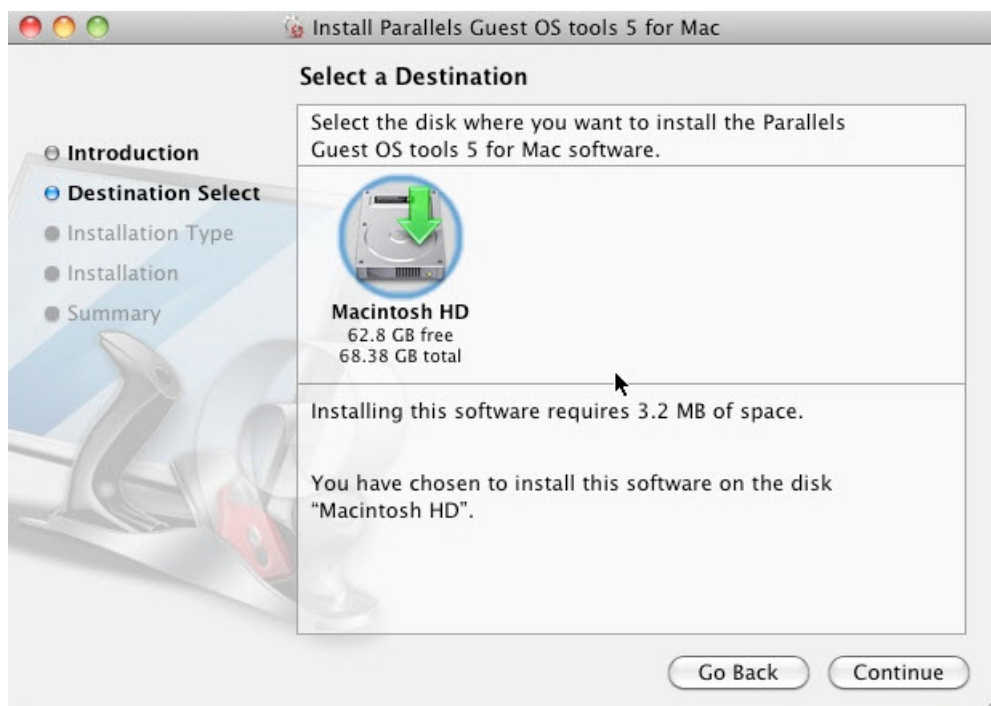 Install Parallels Guest OS tools 5 for Mac
Select a Destination
Introduction
Destination Select
Installation Type
Installation
Summary
Select the disk where you want to install the Parallels
Guest OS tools 5 for Mac software.
Macintosh HD
62.8 GB free
68.38 GB total
Installing this software requires 3.2 MB of space.
You have chosen to install this software on the disk
“Macintosh HD”.
Go Back
Continue